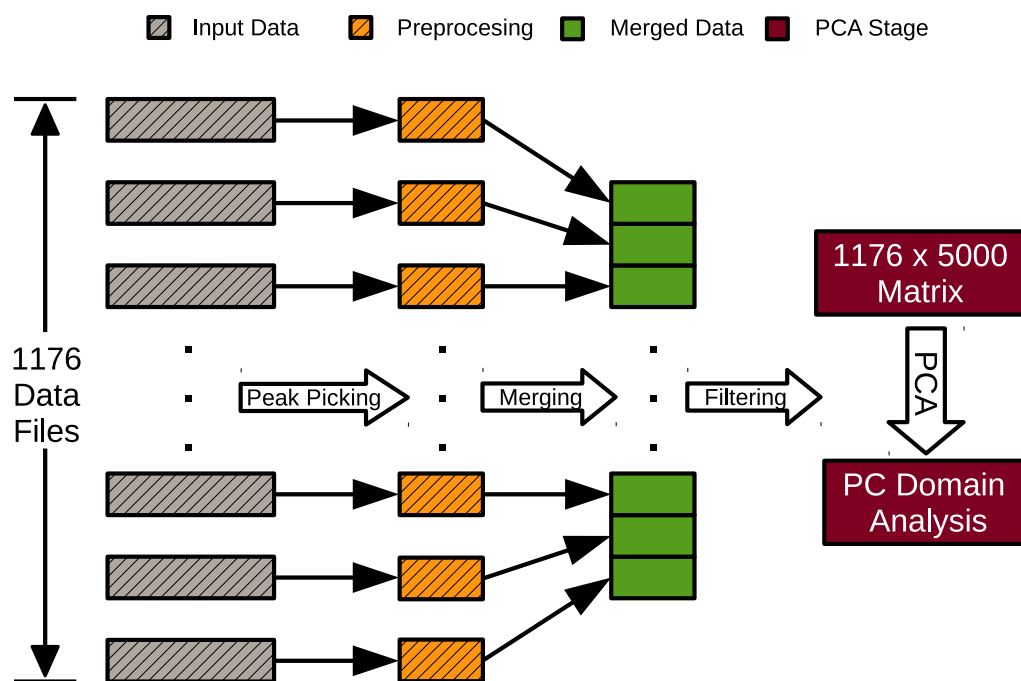 Input Data
Preprocesing
Merged Data
PCA Stage
1176
Data
Files
Peak Picking
Merging
Filtering
1176 x 5000
Matrix
PCA
PC Domain
Analysis